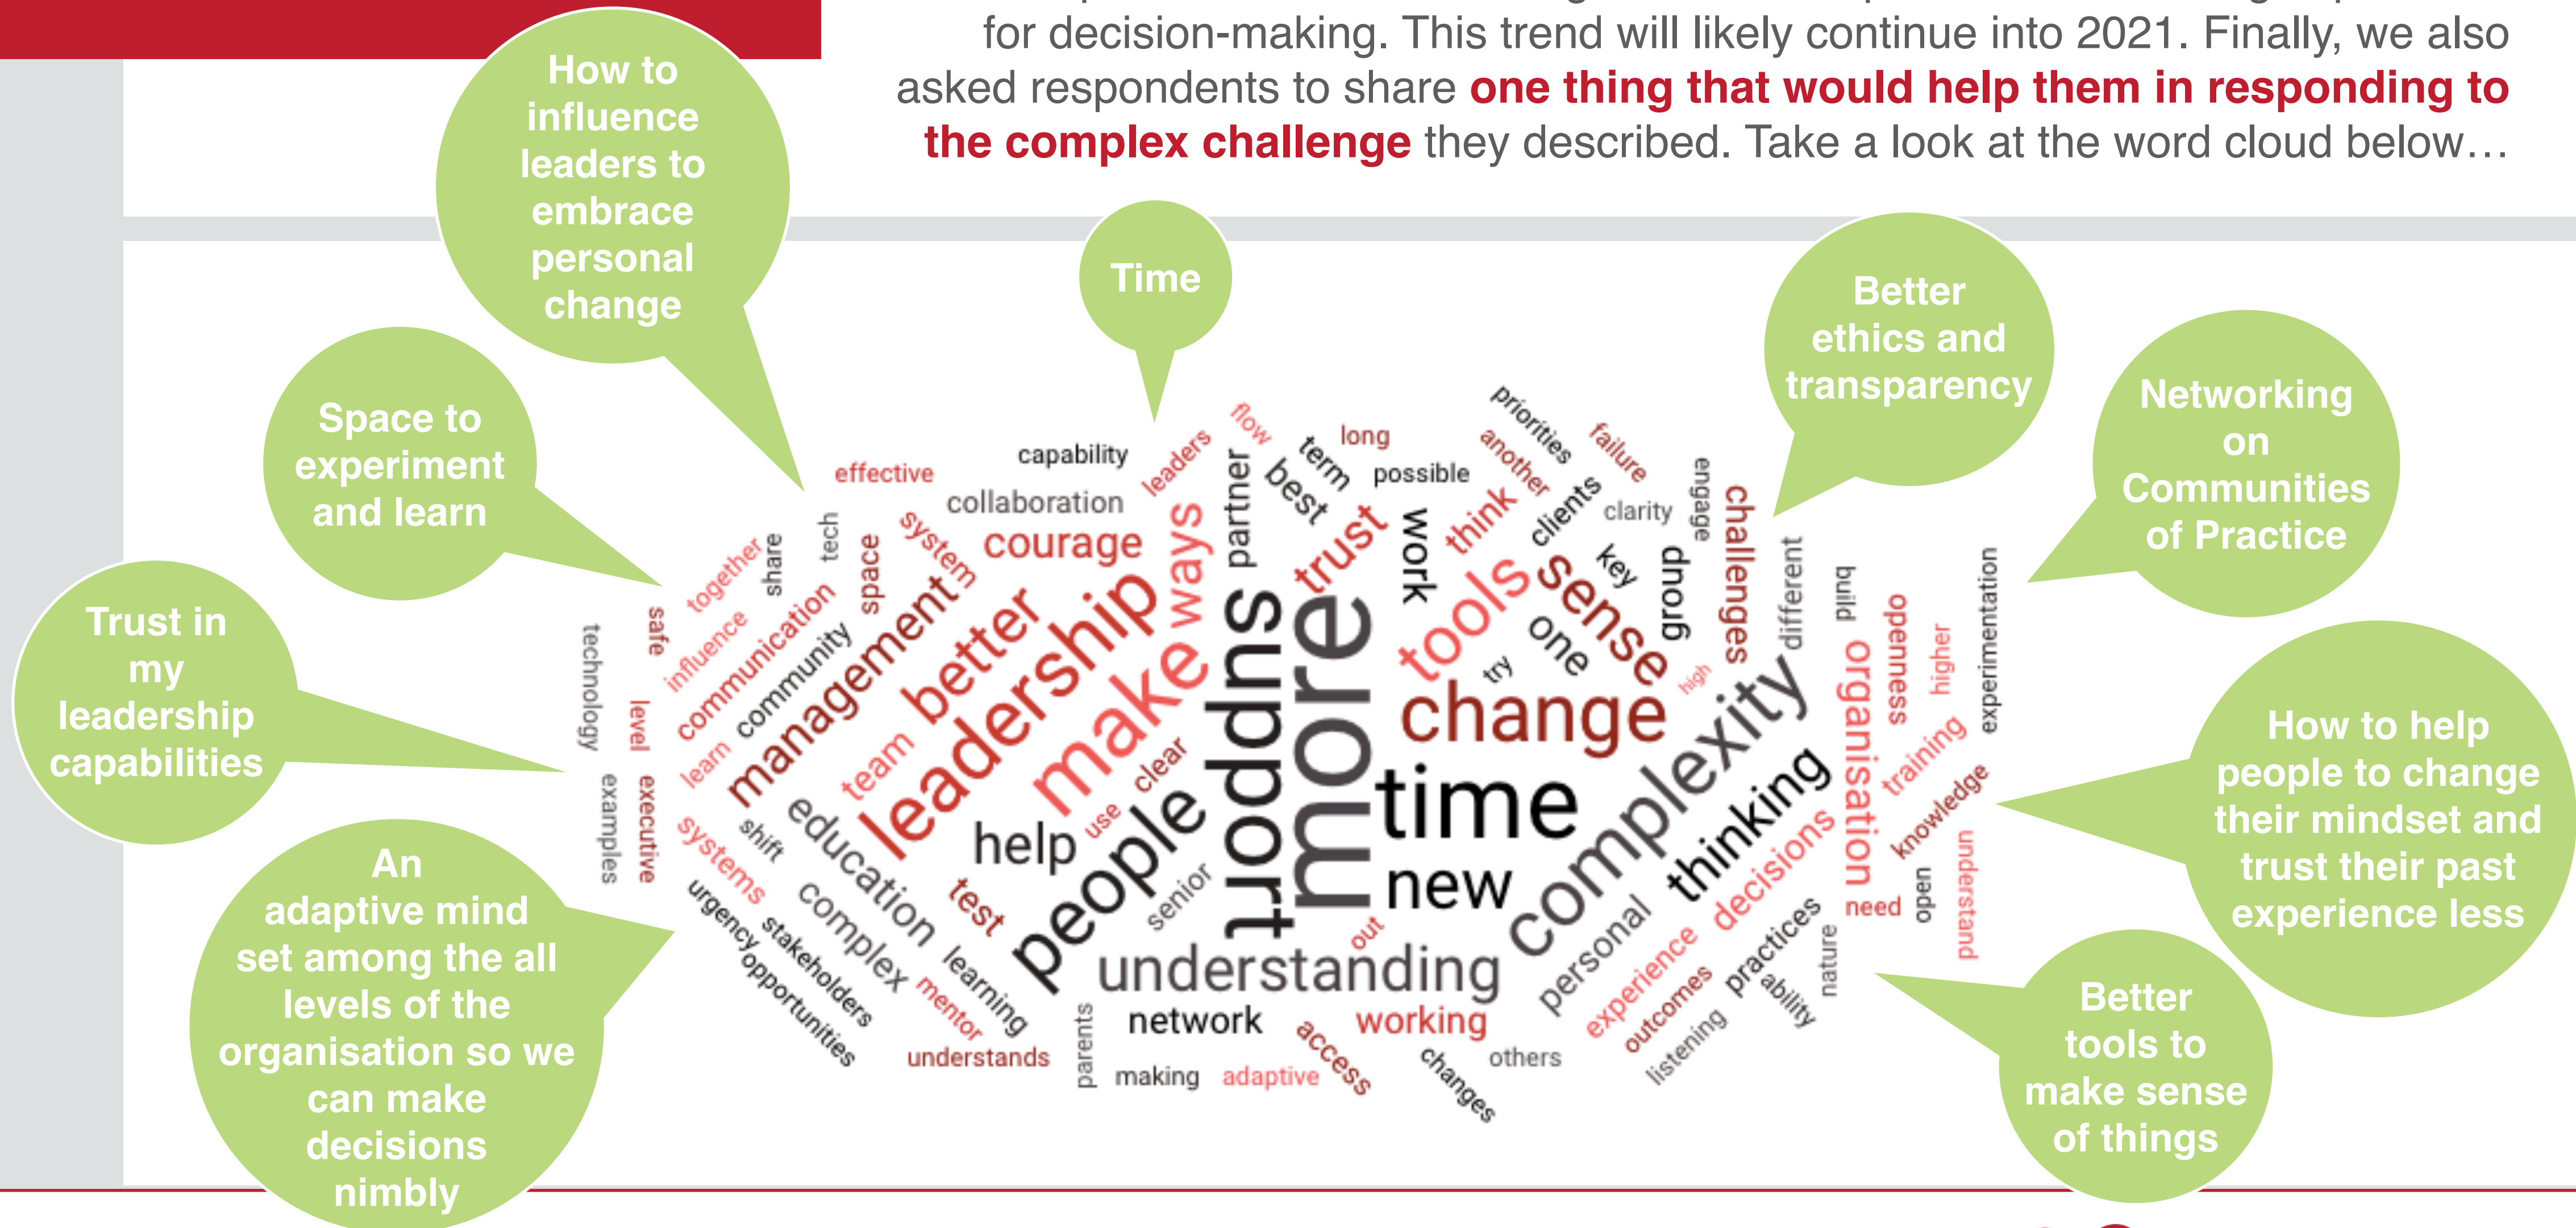 for decision-making. This trend will likely continue into 2021. Finally, we also
asked respondents to share one thing that would help them in responding to
the complex challenge they described. Take a look at the word cloud below…
How to
influence
leaders to
embrace
personal
change
Time
Better
ethics and
transparency
Networking
on
Communities
of Practice
Space to
experiment
and learn
Trust in
my
leadership
capabilities
An
adaptive mind
set among the all
levels of the
organisation so we
can make
decisions
nimbly
How to help
people to change
their mindset and
trust their past
experience less
Better
tools to
make sense
of things
effective
capability
leaders
flow
term
long
possible
priorities
another
failure
collaboration
courage
system
tech
space
share
together
ways
partner
best
trust
work
think
clients
clarity
engage
challenges
key
group
different
build
openness
higher
experimentation
technology
safe
influence
communication
community
management
better
leadership
make
support
more
tools
sense
one
try
high
change
complexity
organisation
training
knowledge
understand
level
learn
team
clear
use
help
people
time
new
thinking
decisions
need
open
examples
executive
systems
shift
education
test
senior
out
understanding
personal
experience
outcomes
practices
ability
nature
listening
urgency
stakeholders
opportunities
complex
mentor
learning
understands
parents
network
making
adaptive
access
working
changes
others